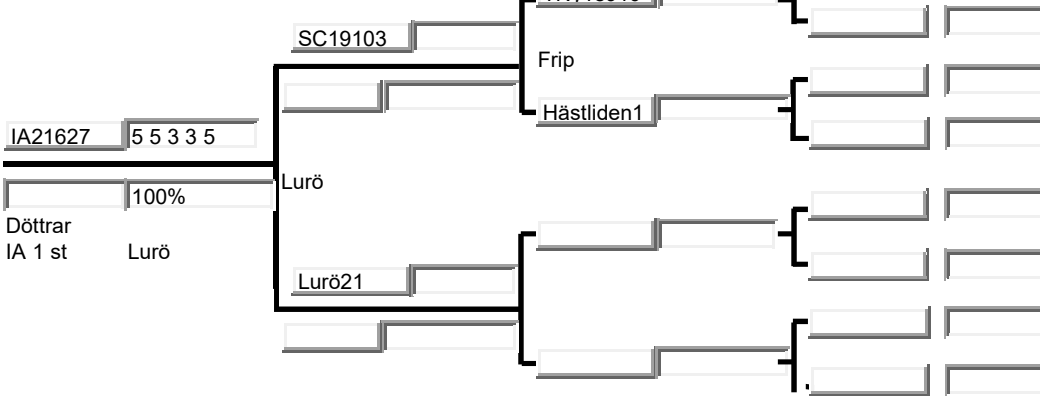 SC19103
Frip
Hästliden1
IA21627 5 5 3 3 5
Lurö
100%
Döttrar
IA 1 st Lurö
Lurö21